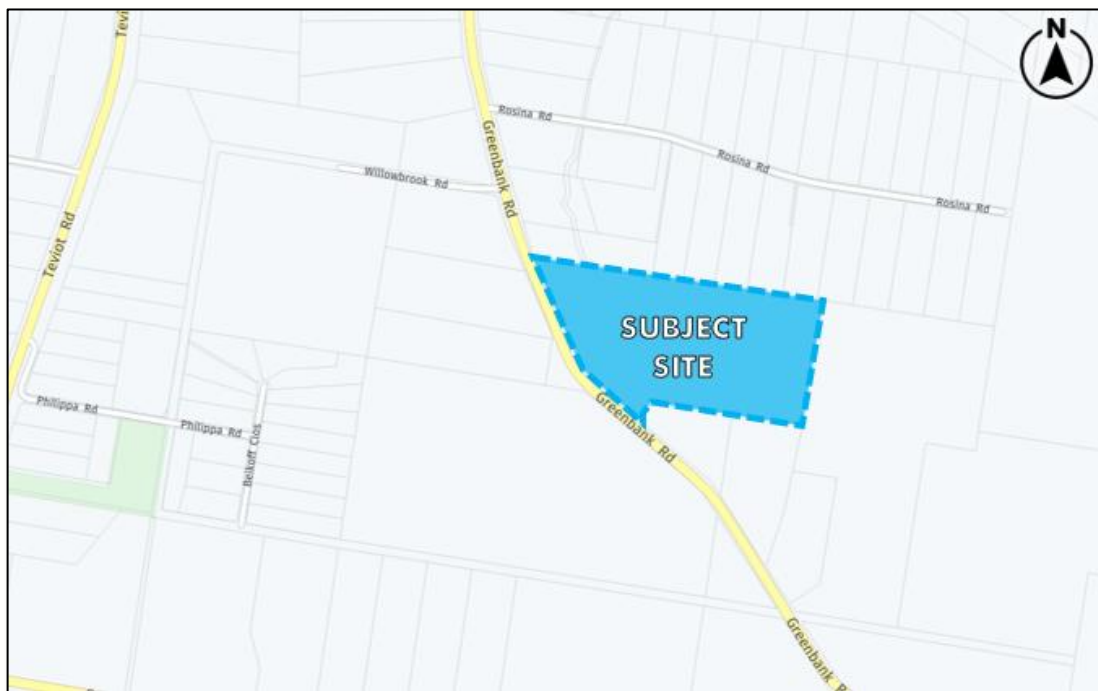 Teviot Rd
N
Rosina Rd
Greenbank Rd
Rosina Rd
Willowbrook Rd
Rosina Rd
Teviot Rd
SUBJECT
SITE
Philippa Rd
Greenbank Rd
Philippa Rd
Belkoff Clos
Greenbank Rd